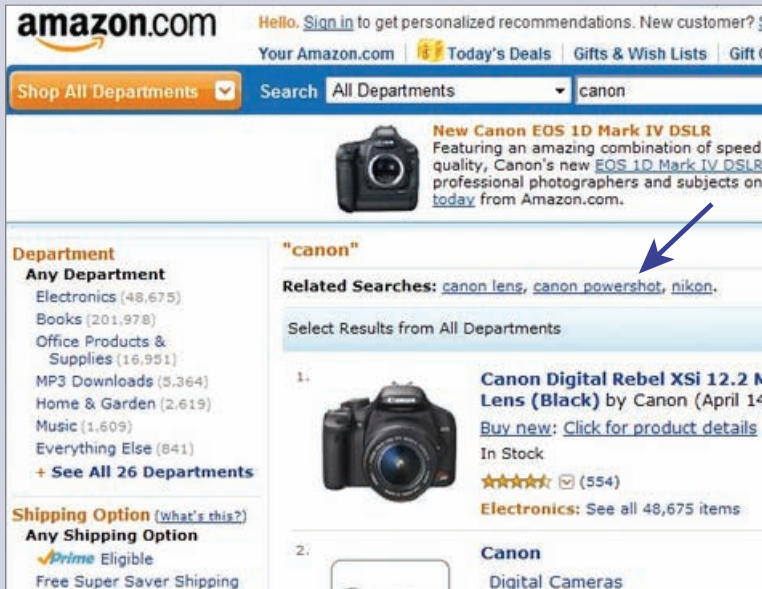 amazon.com
Hello. Sign in to get personalized recommendations. New customer?
Your Amazon.com Today's Deals Gifts & Wish Lists Gift
Shop All Departments Search All Departments canon
New Canon EOS 1D Mark IV DSLR
Featuring an amazing combination of speed
quality, Canon's new EOS 1D Mark IV DSLR
professional photographers and subjects on
today from Amazon.com.
Department
Any Department
Electronics (48,675)
Books (201,978)
Office Products &
Supplies (16,951)
MP3 Downloads (5,364)
Home & Garden (2,619)
Music (1,609)
Everything Else (841)
+ See All 26 Departments
Shipping Option (What's this?)
Any Shipping Option
Prime Eligible
Free Super Saver Shipping
"canon"
Related Searches: canon lens, canon powershot, nikon.
Select Results from All Departments
1.
Canon Digital Rebel XSi 12.2
Lens (Black) by Canon (April 14
Buy new: Click for product details
In Stock
(554)
Electronics: See all 48,675 items
2.
Canon
Digital Cameras